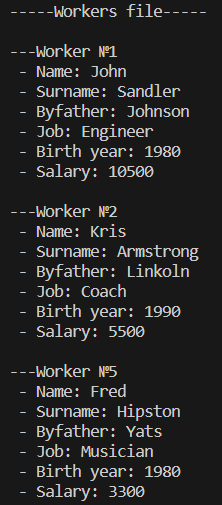 -----Workers file-----
---Worker №1
- Name: John
- Surname: Sandler
- Byfather: Johnson
- Job: Engineer
- Birth year: 1980
- Salary: 10500
---Worker №2
- Name: Kris
- Surname: Armstrong
- Byfather: Linkoln
- Job: Coach
- Birth year: 1990
- Salary: 5500
---Worker №5
- Name: Fred
- Surname: Hipston
- Byfather: Yats
- Job: Musician
- Birth year: 1980
- Salary: 3300